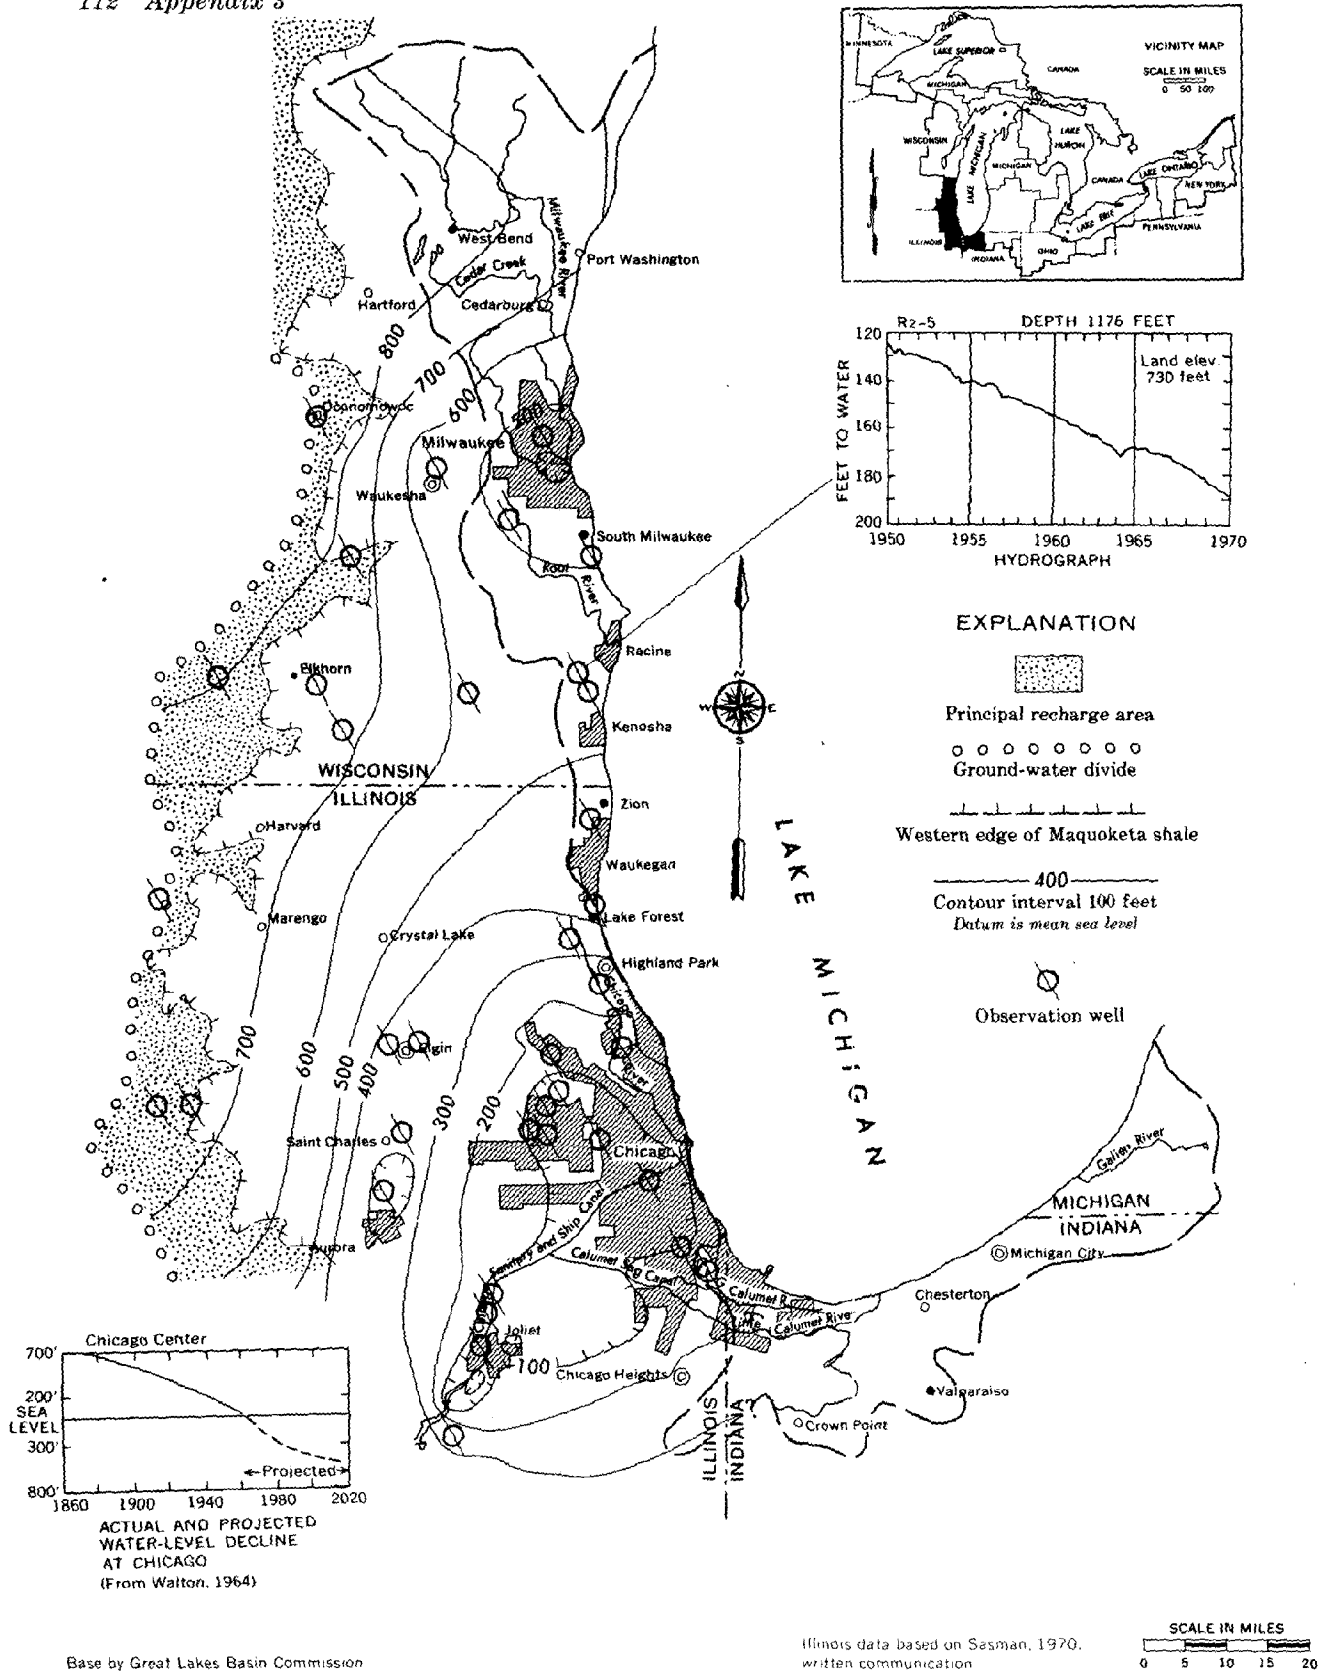 112 Appendix 3
VICINITY MAP
SCALE IN MILES
0 50 100
MINNESOTA
LAKE SUPERIOR
CANADA
MICHIGAN
WISCONSIN
LAKE MICHIGAN
LAKE HURON
MICHIGAN
CANADA
LAKE ONTARIO
NEW YORK
LAKE ERIE
PENNSYLVANIA
ILLINOIS
INDIANA
OHIO
West Bend
Milwaukee River
Port Washington
Cedar Creek
Hartford
Cedarburg
800
700
600
500
Oconomowoc
Milwaukee
Waukesha
South Milwaukee
Root River
Racine
Elkhorn
Kenosha
WISCONSIN
ILLINOIS
Zion
Harvard
Waukegan
Marengo
Lake Forest
Crystal Lake
Highland Park
Chicago River
700
600
500
400
300
200
Elgin
Saint Charles
Chicago
Aurora
Sanitary and Ship Canal
Calumet Sag Canal
G Calumet R.
Little Calumet Rive
Joliet
100
Chicago Heights
ILLINOIS
INDIANA
Crown Point
Valparaiso
Chesterton
Michigan City
MICHIGAN
INDIANA
Galien River
LAKE MICHIGAN
N
W E
S
Rz-5 DEPTH 1176 FEET
Land elev.
730 feet
FEET TO WATER
120
140
160
180
200
1950 1955 1960 1965 1970
HYDROGRAPH
EXPLANATION
Principal recharge area
Ground-water divide
Western edge of Maquoketa shale
400
Contour interval 100 feet
Datum is mean sea level
Observation well
Chicago Center
700'
200'
SEA
LEVEL
300'
800'
Projected
1860 1900 1940 1980 2020
ACTUAL AND PROJECTED
WATER-LEVEL DECLINE
AT CHICAGO
(From Walton, 1964)
Base by Great Lakes Basin Commission
Illinois data based on Sasman, 1970.
written communication
SCALE IN MILES
0 5 10 15 20